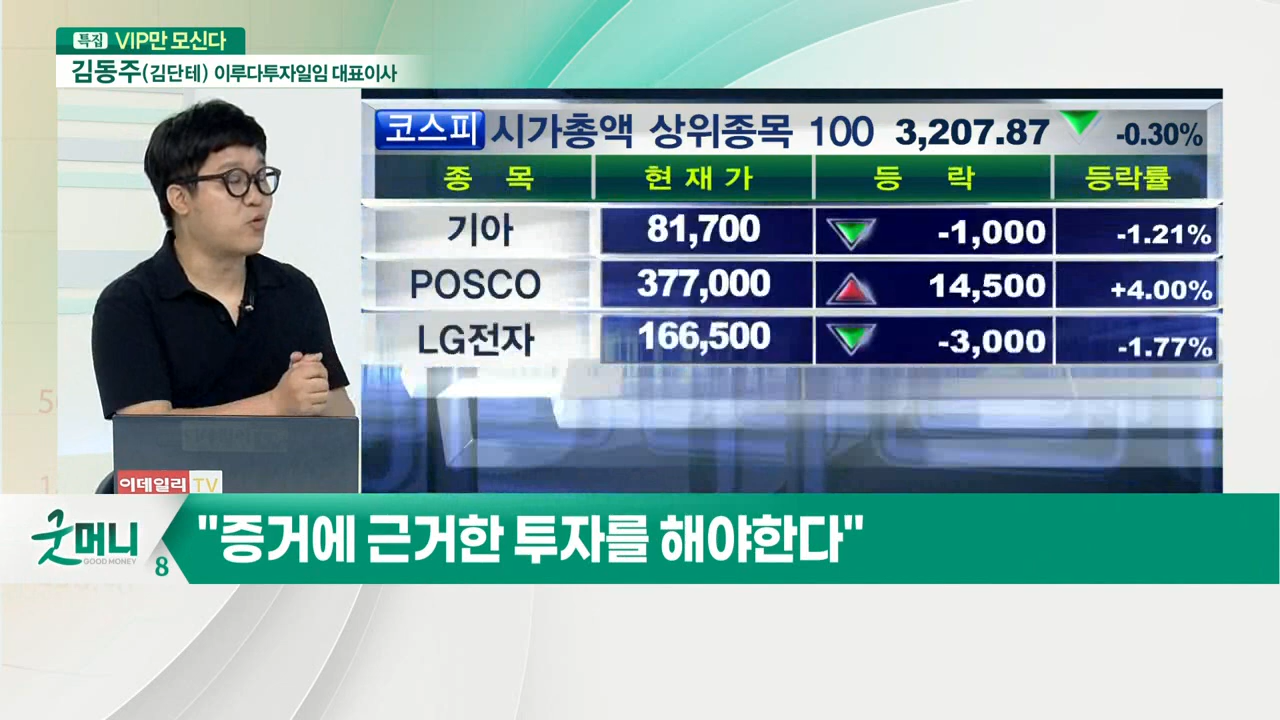 특집 VIP만 모신다
김동주(김단테) 이루다투자일임 대표이사
코스피 시가총액 상위종목 100 3,207.87 -0.30%
종 목 현재가 등 락 등락률
기아 81,700 -1,000 -1.21%
POSCO 377,000 14,500 +4.00%
LG전자 166,500 -3,000 -1.77%
이데일리 TV
굿머니 GOOD MONEY 8
"증거에 근거한 투자를 해야한다"